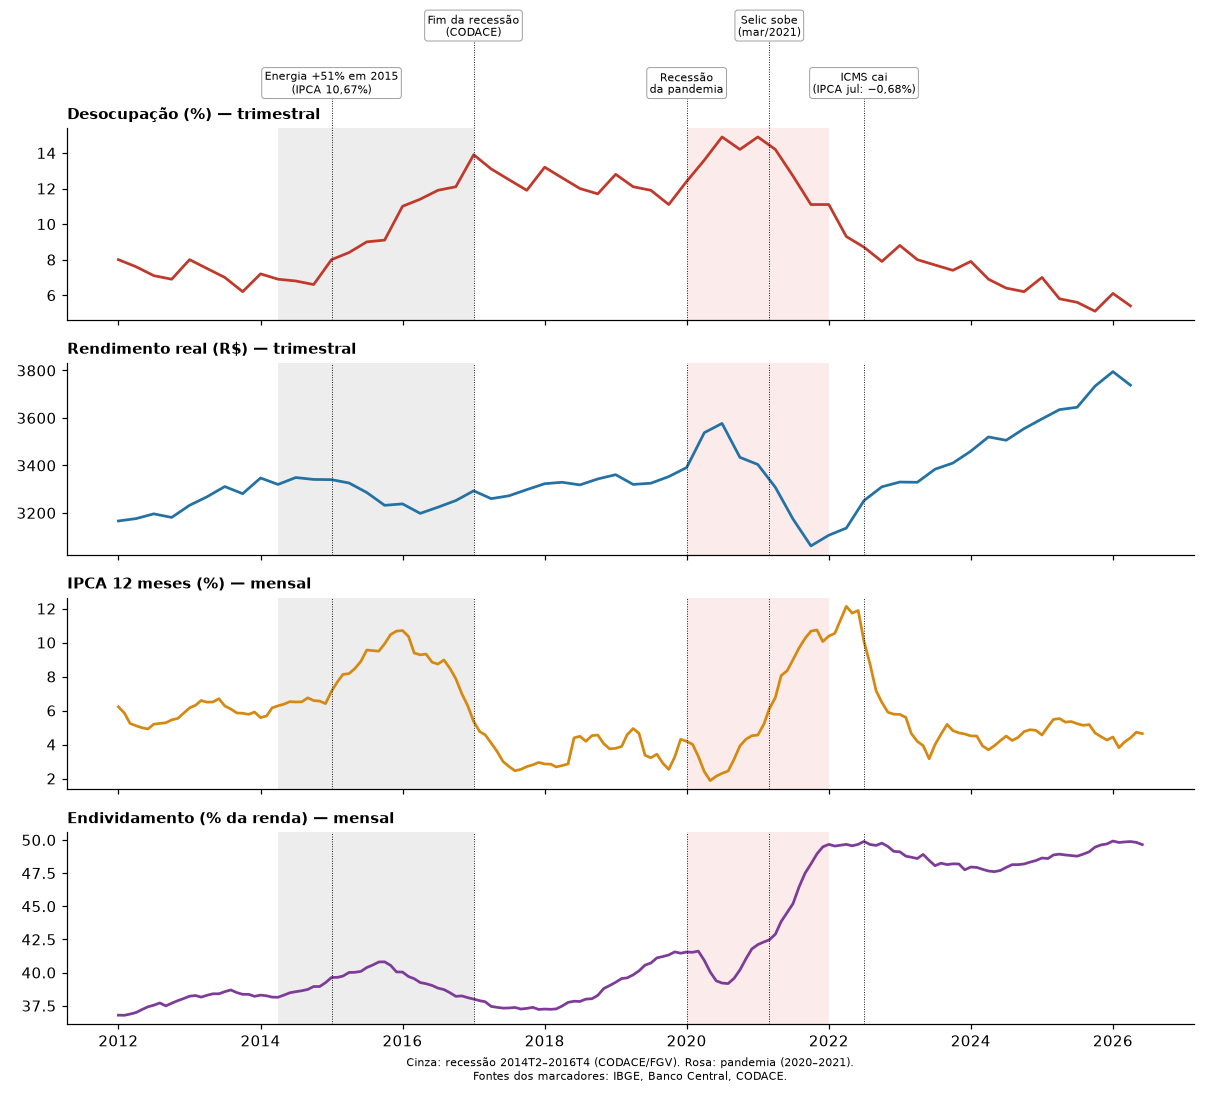 Fim da recessão
(CODACE)
Selic sobe
(mar/2021)
Energia +51% em 2015
(IPCA 10,67%)
Recessão
da pandemia
ICMS cai
(IPCA jul: −0,68%)
Desocupação (%) — trimestral
14
12
10
8
6
Rendimento real (R$) — trimestral
3800
3600
3400
3200
IPCA 12 meses (%) — mensal
12
10
8
6
4
2
Endividamento (% da renda) — mensal
50.0
47.5
45.0
42.5
40.0
37.5
2012 2014 2016 2018 2020 2022 2024 2026
Cinza: recessão 2014T2–2016T4 (CODACE/FGV). Rosa: pandemia (2020–2021).
Fontes dos marcadores: IBGE, Banco Central, CODACE.